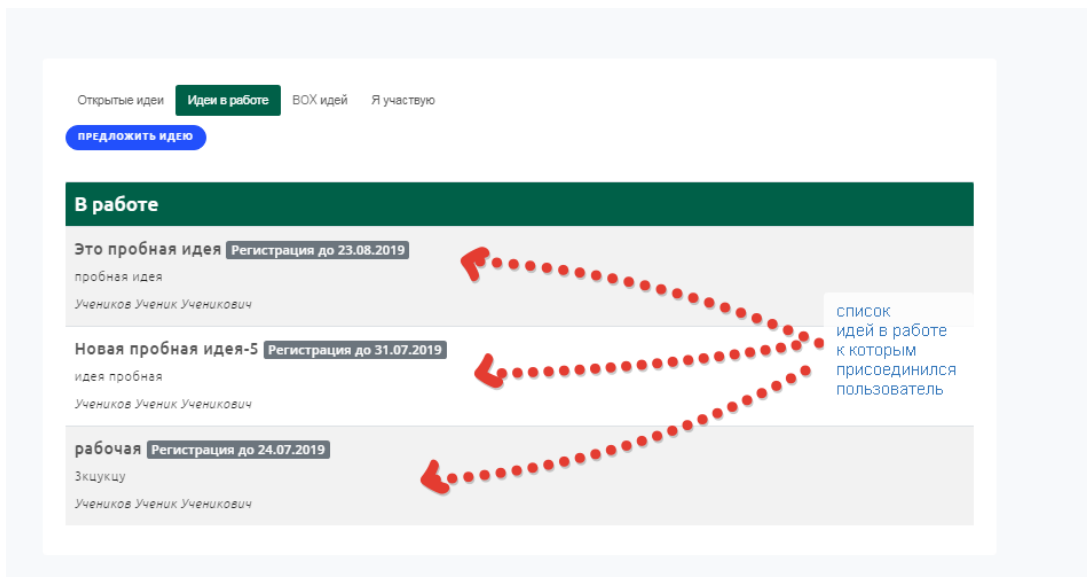 Открытые идеи Идеи в работе BOX идей Я участвую
ПРЕДЛОЖИТЬ ИДЕЮ
В работе
Это пробная идея Регистрация до 23.08.2019
пробная идея
Учеников Ученик Ученикович
список
идей в работе
к которым
присоединился
пользователь
Новая пробная идея-5 Регистрация до 31.07.2019
идея пробная
Учеников Ученик Ученикович
рабочая Регистрация до 24.07.2019
3кцукцу
Учеников Ученик Ученикович